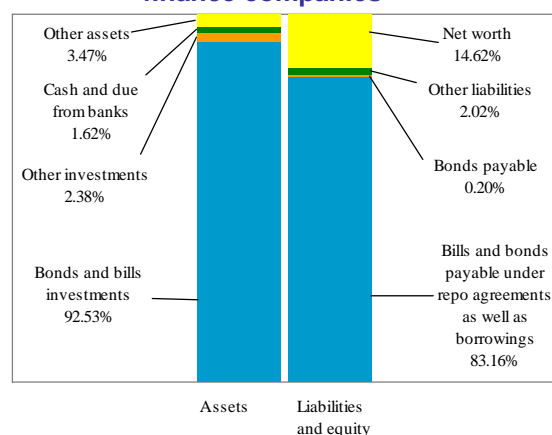 finance companies
Other assets
3.47%
Cash and due
from banks
1.62%
Other investments
2.38%
Bonds and bills
investments
92.53%
Net worth
14.62%
Other liabilities
2.02%
Bonds payable
0.20%
Bills and bonds
payable under
repo agreements
as well as
borrowings
83.16%
Assets
Liabilities
and equity